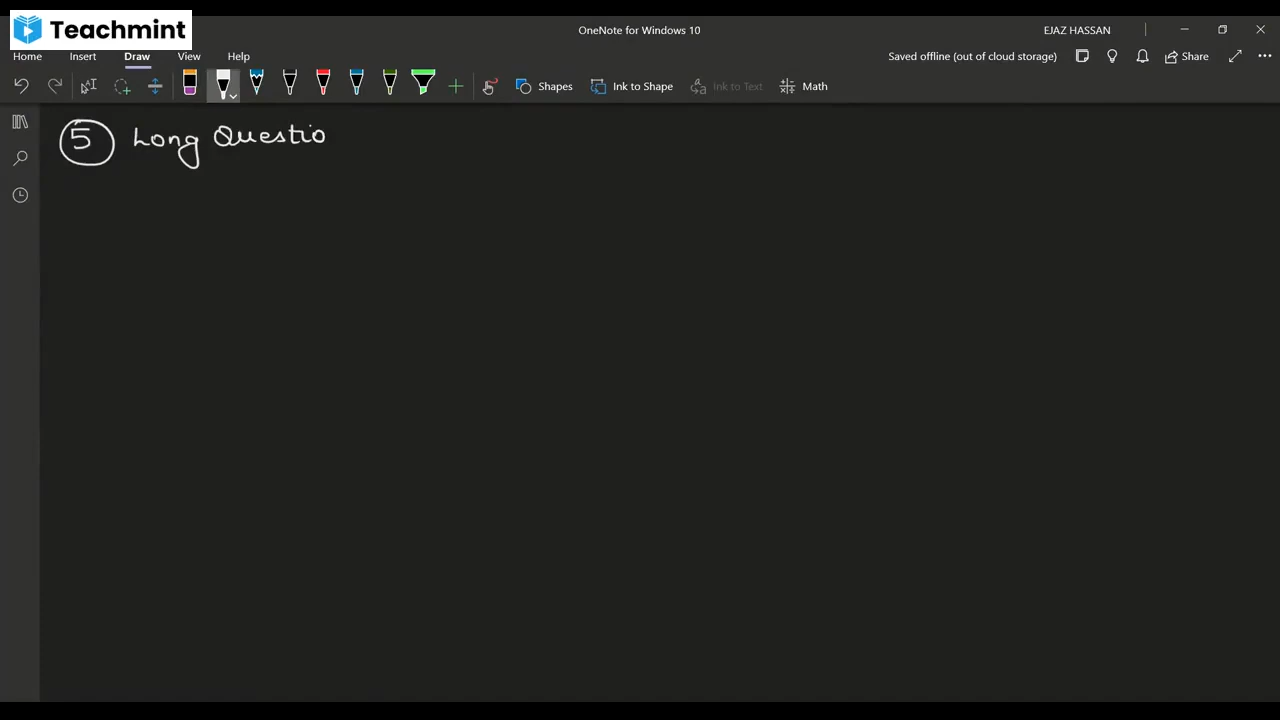 Teachmint
OneNote for Windows 10
EJAZ HASSAN
Home Insert Draw View Help
Saved offline (out of cloud storage)
Share
Shapes
Ink to Shape
Ink to Text
Math
5 Long Questio